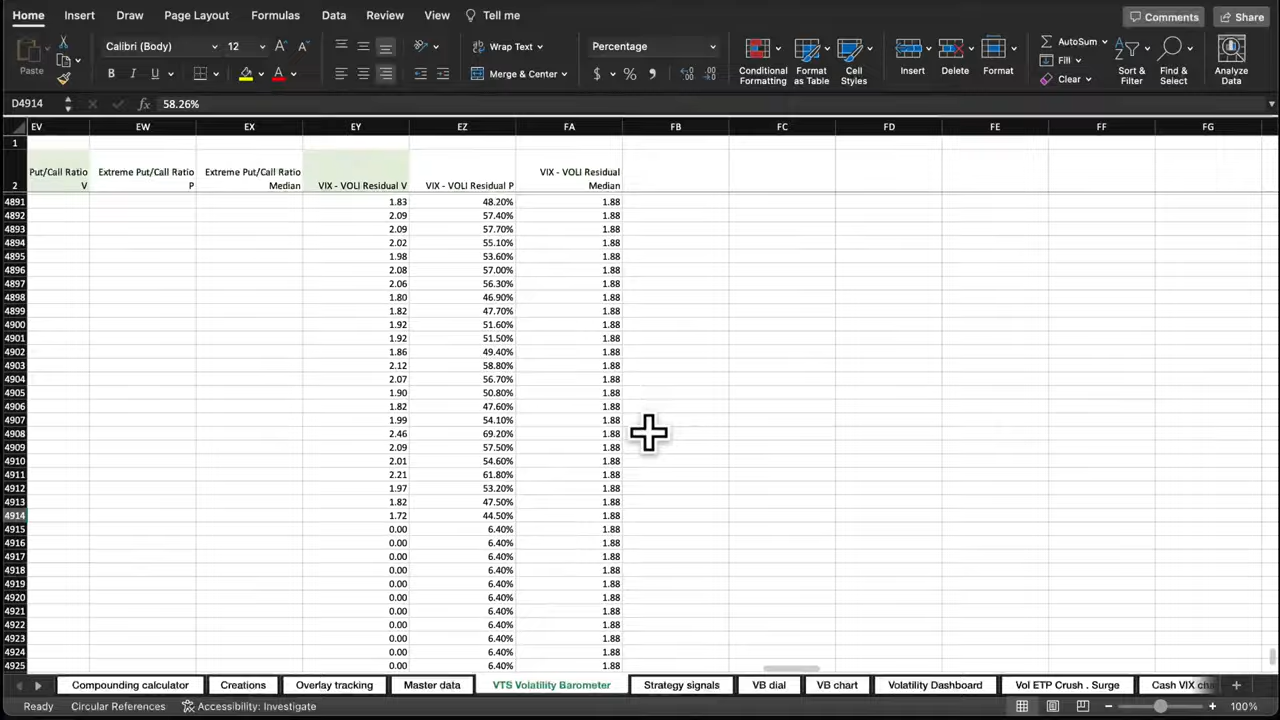 Home Insert Draw Page Layout Formulas Data Review View Tell me Comments Share
Paste Calibri (Body) 12 A A Wrap Text Percentage Conditional Formatting Format as Table Cell Styles Insert Delete Format AutoSum Fill Clear Sort & Filter Find & Select Analyze Data
B I U A Merge & Center $ % ,
D4914 fx 58.26%
EV EW EX EY EZ FA FB FC FD FE FF FG
1
2 Put/Call Ratio V Extreme Put/Call Ratio P Extreme Put/Call Ratio Median VIX - VOLI Residual V VIX - VOLI Residual P VIX - VOLI Residual Median
4891 1.83 48.20% 1.88
4892 2.09 57.40% 1.88
4893 2.09 57.70% 1.88
4894 2.02 55.10% 1.88
4895 1.98 53.60% 1.88
4896 2.08 57.00% 1.88
4897 2.06 56.30% 1.88
4898 1.80 46.90% 1.88
4899 1.82 47.70% 1.88
4900 1.92 51.60% 1.88
4901 1.92 51.50% 1.88
4902 1.86 49.40% 1.88
4903 2.12 58.80% 1.88
4904 2.07 56.70% 1.88
4905 1.90 50.80% 1.88
4906 1.82 47.60% 1.88
4907 1.99 54.10% 1.88
4908 2.46 69.20% 1.88
4909 2.09 57.50% 1.88
4910 2.01 54.60% 1.88
4911 2.21 61.80% 1.88
4912 1.97 53.20% 1.88
4913 1.82 47.50% 1.88
4914 1.72 44.50% 1.88
4915 0.00 6.40% 1.88
4916 0.00 6.40% 1.88
4917 0.00 6.40% 1.88
4918 0.00 6.40% 1.88
4919 0.00 6.40% 1.88
4920 0.00 6.40% 1.88
4921 0.00 6.40% 1.88
4922 0.00 6.40% 1.88
4923 0.00 6.40% 1.88
4924 0.00 6.40% 1.88
4925 0.00 6.40% 1.88
Compounding calculator Creations Overlay tracking Master data VTS Volatility Barometer Strategy signals VB dial VB chart Volatility Dashboard Vol ETP Crush . Surge Cash VIX +
Ready Circular References Accessibility: Investigate 100%